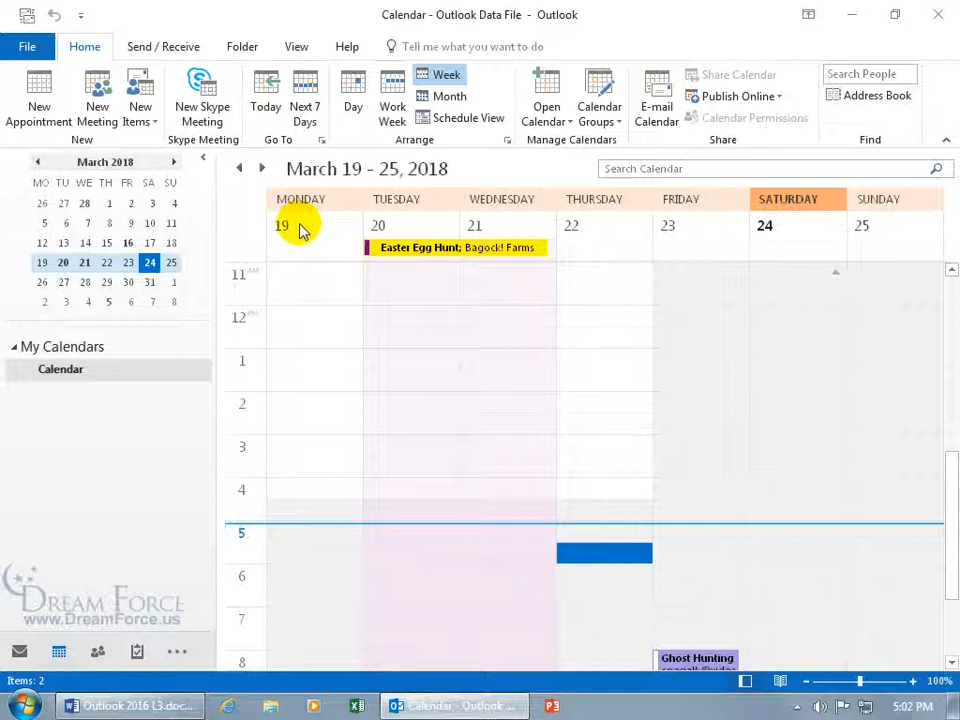 Calendar - Outlook Data File - Outlook
File Home Send / Receive Folder View Help Tell me what you want to do
New Appointment
New Meeting
New Items
New
New Skype Meeting
Skype Meeting
Today
Next 7 Days
Go To
Day
Work Week
Week
Month
Schedule View
Arrange
Open Calendar
Calendar Groups
Manage Calendars
E-mail Calendar
Share Calendar
Publish Online
Calendar Permissions
Share
Search People
Address Book
Find
March 2018
MO TU WE TH FR SA SU
26 27 28 1 2 3 4
5 6 7 8 9 10 11
12 13 14 15 16 17 18
19 20 21 22 23 24 25
26 27 28 29 30 31 1
2 3 4 5 6 7 8
My Calendars
Calendar
March 19 - 25, 2018
Search Calendar
MONDAY TUESDAY WEDNESDAY THURSDAY FRIDAY SATURDAY SUNDAY
19 20 21 22 23 24 25
Easter Egg Hunt; Bagock! Farms
11 AM
12 PM
1
2
3
4
5
6
7
8
Ghost Hunting
DREAM FORCE
www.DreamForce.us
Items: 2
100%
Outlook 2016 L3.doc...
Calendar - Outlook ...
5:02 PM